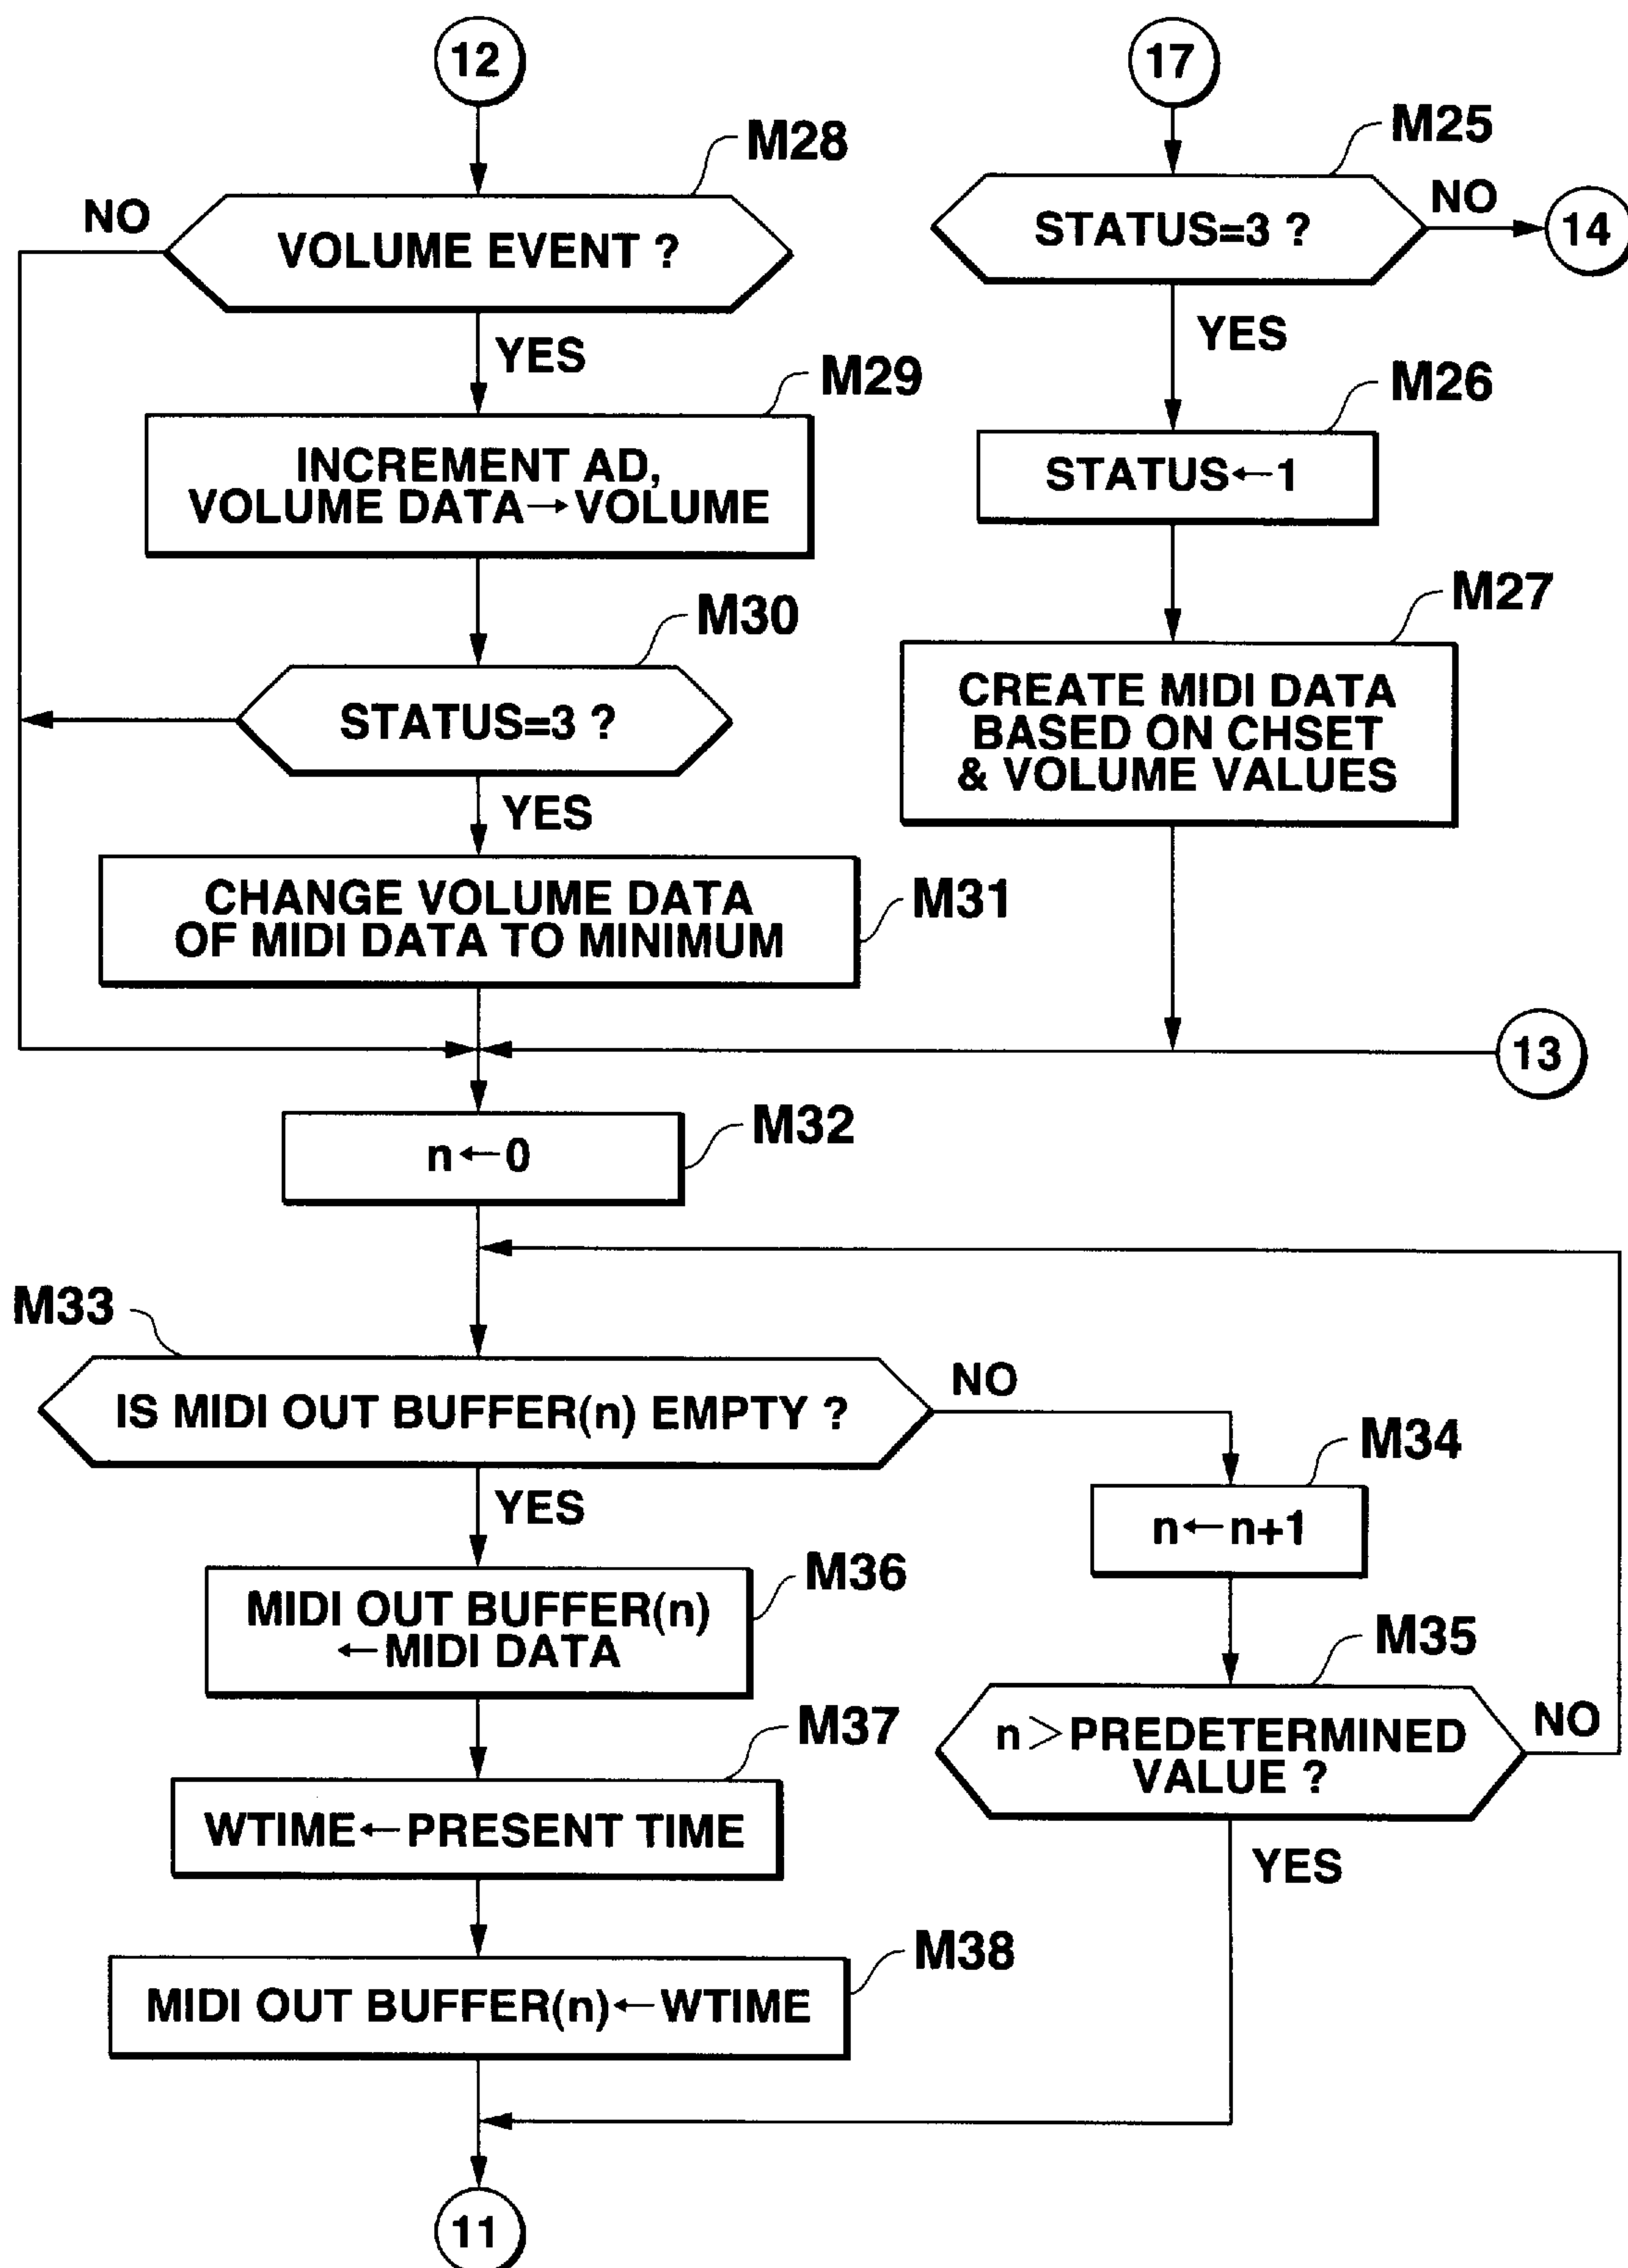 12
M28
NO
VOLUME EVENT ?
YES
M29
INCREMENT AD,
VOLUME DATA→VOLUME
M30
STATUS=3 ?
YES
CHANGE VOLUME DATA
OF MIDI DATA TO MINIMUM
M31
17
M25
STATUS=3 ?
NO
14
YES
M26
STATUS←1
M27
CREATE MIDI DATA
BASED ON CHSET
& VOLUME VALUES
13
n←0
M32
M33
IS MIDI OUT BUFFER(n) EMPTY ?
NO
YES
M34
n←n+1
M35
n>PREDETERMINED
VALUE ?
NO
YES
M36
MIDI OUT BUFFER(n)
←MIDI DATA
M37
WTIME←PRESENT TIME
M38
MIDI OUT BUFFER(n)←WTIME
11